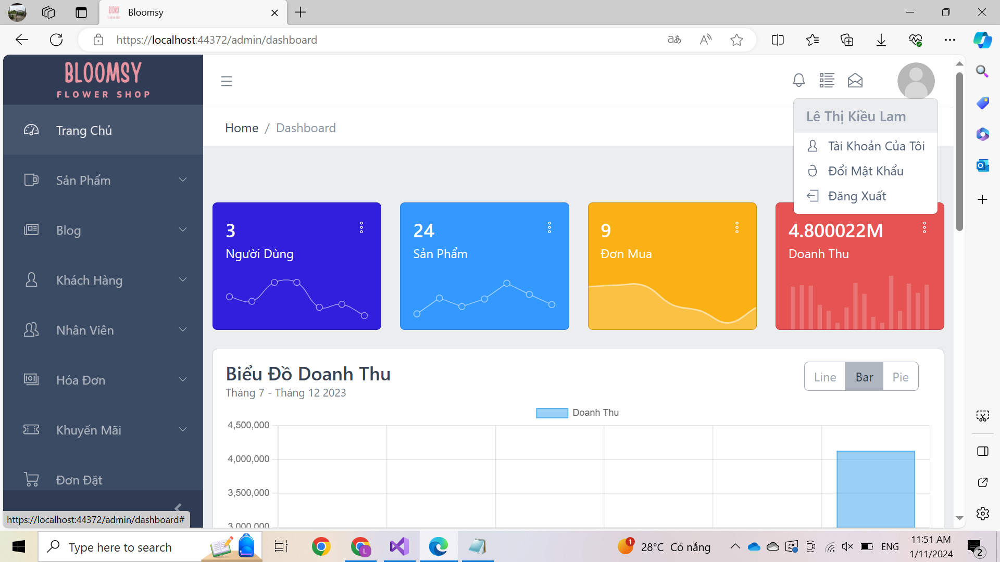 Bloomsy
https://localhost:44372/admin/dashboard
BLOOMSY
FLOWER SHOP
Trang Chủ
Sản Phẩm
Blog
Khách Hàng
Nhân Viên
Hóa Đơn
Khuyến Mãi
Đơn Đặt
https://localhost:44372/admin/dashboard#
Home / Dashboard
Lê Thị Kiều Lam
Tài Khoản Của Tôi
Đổi Mật Khẩu
Đăng Xuất
3
Người Dùng
24
Sản Phẩm
9
Đơn Mua
4.800022M
Doanh Thu
Biểu Đồ Doanh Thu
Tháng 7 - Tháng 12 2023
Line Bar Pie
Doanh Thu
4,500,000
4,000,000
3,500,000
3,000,000
Type here to search
L
1
28°C Có nắng
ENG
11:51 AM
1/11/2024
2